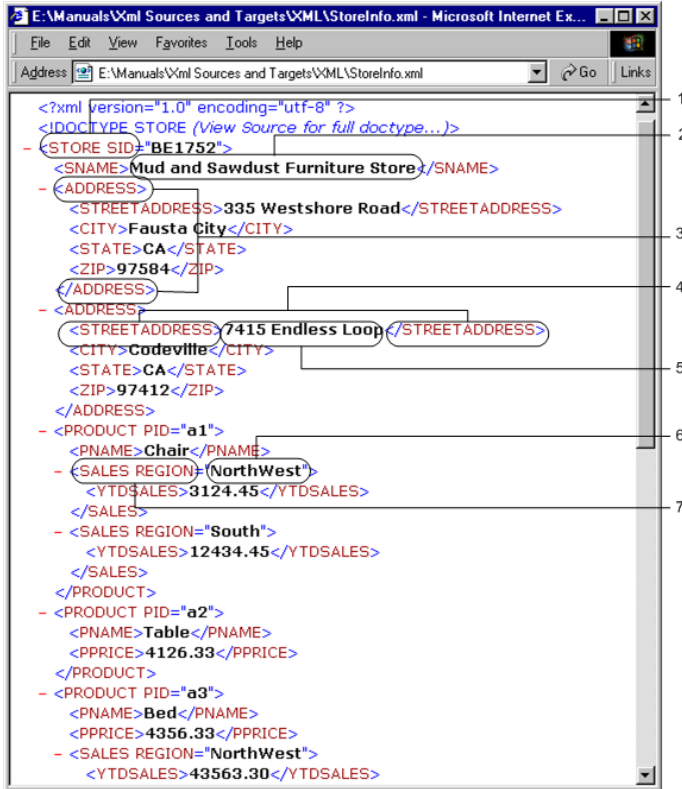 E:\Manuals\Xml Sources and Targets\XML\StoreInfo.xml - Microsoft Internet Ex...
File Edit View Favorites Tools Help
Address E:\Manuals\Xml Sources and Targets\XML\StoreInfo.xml Go Links
<?xml version="1.0" encoding="utf-8" ?> 1
<!DOCTYPE STORE (View Source for full doctype...)> 2
- <STORE SID="BE1752">
<SNAME>Mud and Sawdust Furniture Store</SNAME>
- <ADDRESS>
<STREETADDRESS>335 Westshore Road</STREETADDRESS>
<CITY>Fausta City</CITY> 3
<STATE>CA</STATE>
<ZIP>97584</ZIP>
</ADDRESS> 4
- <ADDRESS>
<STREETADDRESS>7415 Endless Loop</STREETADDRESS>
<CITY>Codeville</CITY> 5
<STATE>CA</STATE>
<ZIP>97412</ZIP>
</ADDRESS>
- <PRODUCT PID="a1"> 6
<PNAME>Chair</PNAME>
- <SALES REGION="NorthWest">
<YTDSALES>3124.45</YTDSALES> 7
</SALES>
- <SALES REGION="South">
<YTDSALES>12434.45</YTDSALES>
</SALES>
</PRODUCT>
- <PRODUCT PID="a2">
<PNAME>Table</PNAME>
<PPRICE>4126.33</PPRICE>
</PRODUCT>
- <PRODUCT PID="a3">
<PNAME>Bed</PNAME>
<PPRICE>4356.33</PPRICE>
- <SALES REGION="NorthWest">
<YTDSALES>43563.30</YTDSALES>